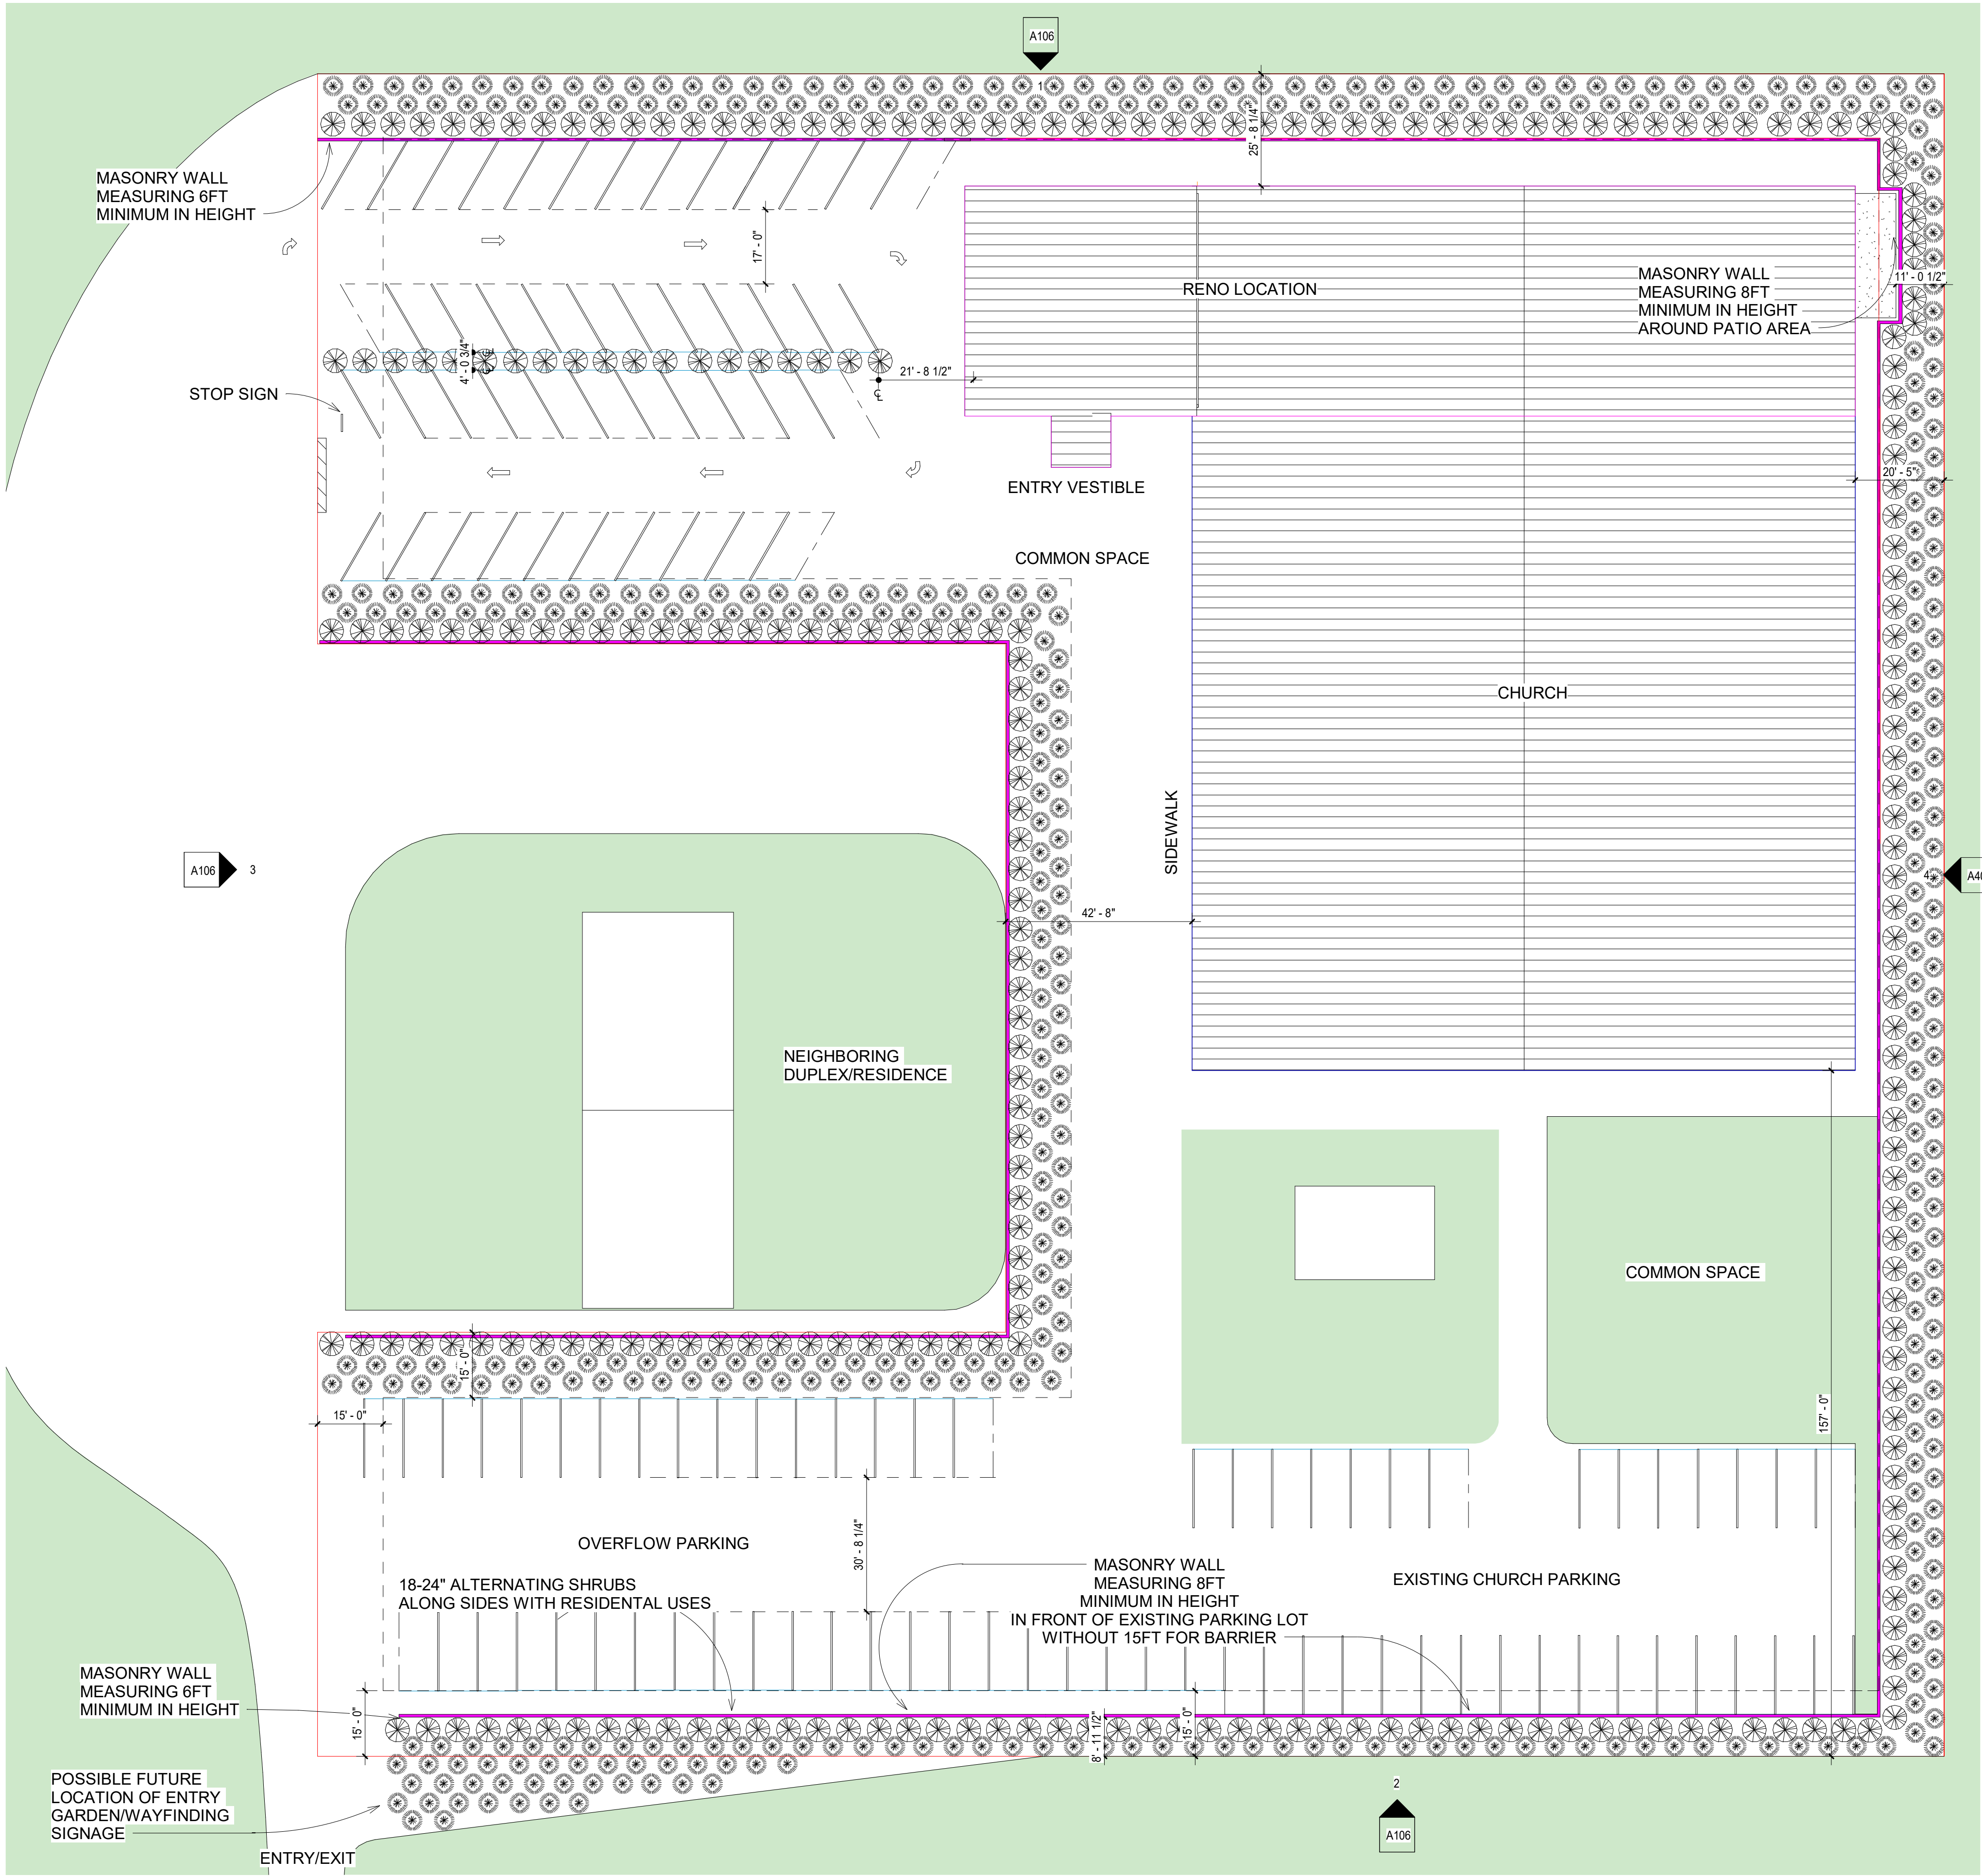 A106
1
25' - 8 1/4"
MASONRY WALL
MEASURING 6FT
MINIMUM IN HEIGHT
17' - 0"
RENO LOCATION
MASONRY WALL
MEASURING 8FT
MINIMUM IN HEIGHT
AROUND PATIO AREA
11' - 0 1/2"
4' - 0 3/4"
21' - 8 1/2"
STOP SIGN
20' - 5"
ENTRY VESTIBLE
COMMON SPACE
CHURCH
SIDEWALK
A106
3
4
42' - 8"
NEIGHBORING
DUPLEX/RESIDENCE
COMMON SPACE
15' - 0"
15' - 0"
157' - 0"
30' - 8 1/4"
OVERFLOW PARKING
18-24" ALTERNATING SHRUBS
ALONG SIDES WITH RESIDENTAL USES
MASONRY WALL
MEASURING 8FT
MINIMUM IN HEIGHT
IN FRONT OF EXISTING PARKING LOT
WITHOUT 15FT FOR BARRIER
EXISTING CHURCH PARKING
MASONRY WALL
MEASURING 6FT
MINIMUM IN HEIGHT
15' - 0"
8' - 11 1/2"
15' - 0"
POSSIBLE FUTURE
LOCATION OF ENTRY
GARDEN/WAYFINDING
SIGNAGE
ENTRY/EXIT
2
A106